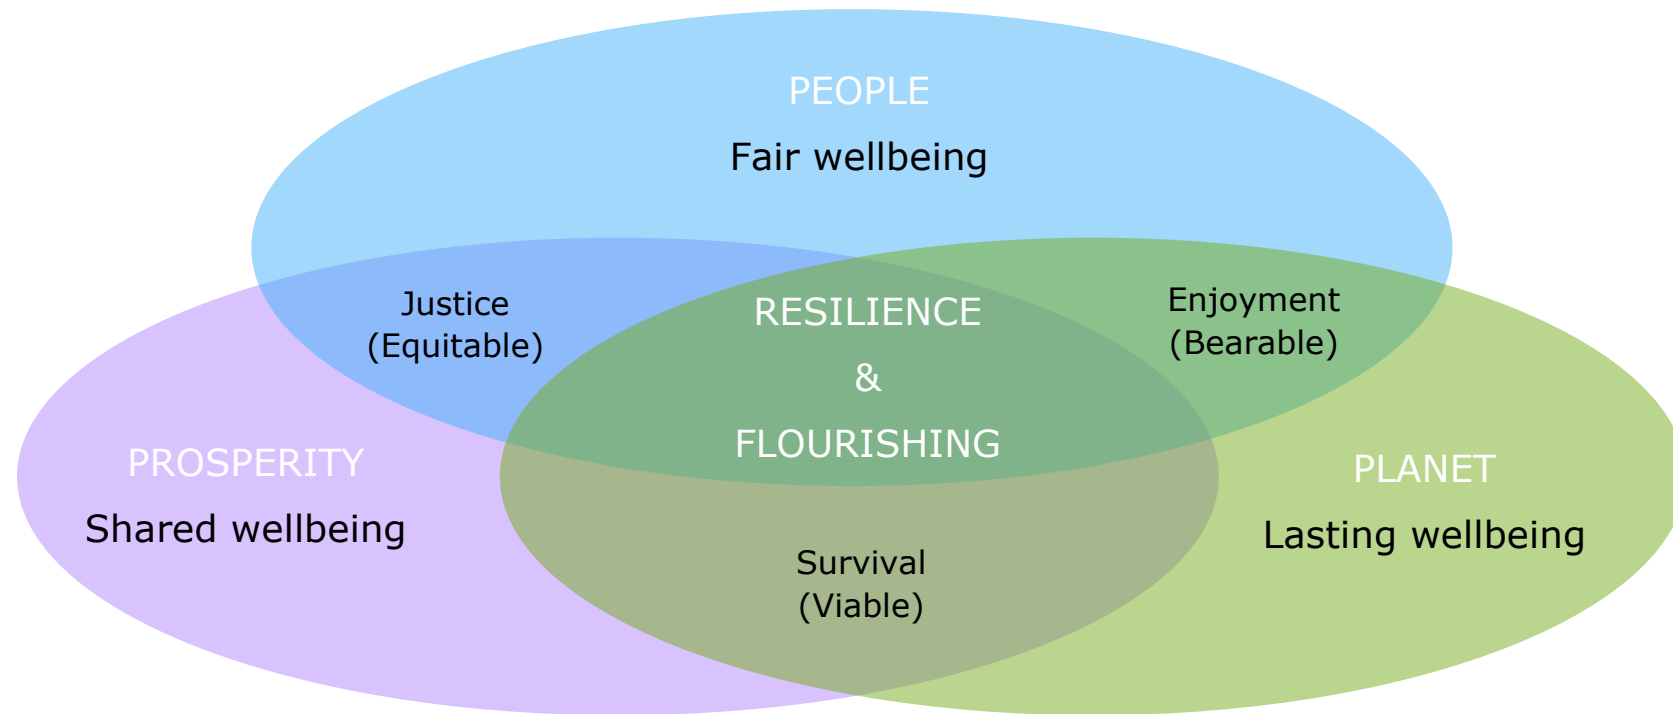 PEOPLE
Fair wellbeing
Justice
(Equitable)
RESILIENCE
&
FLOURISHING
Enjoyment
(Bearable)
PROSPERITY
Shared wellbeing
PLANET
Lasting wellbeing
Survival
(Viable)